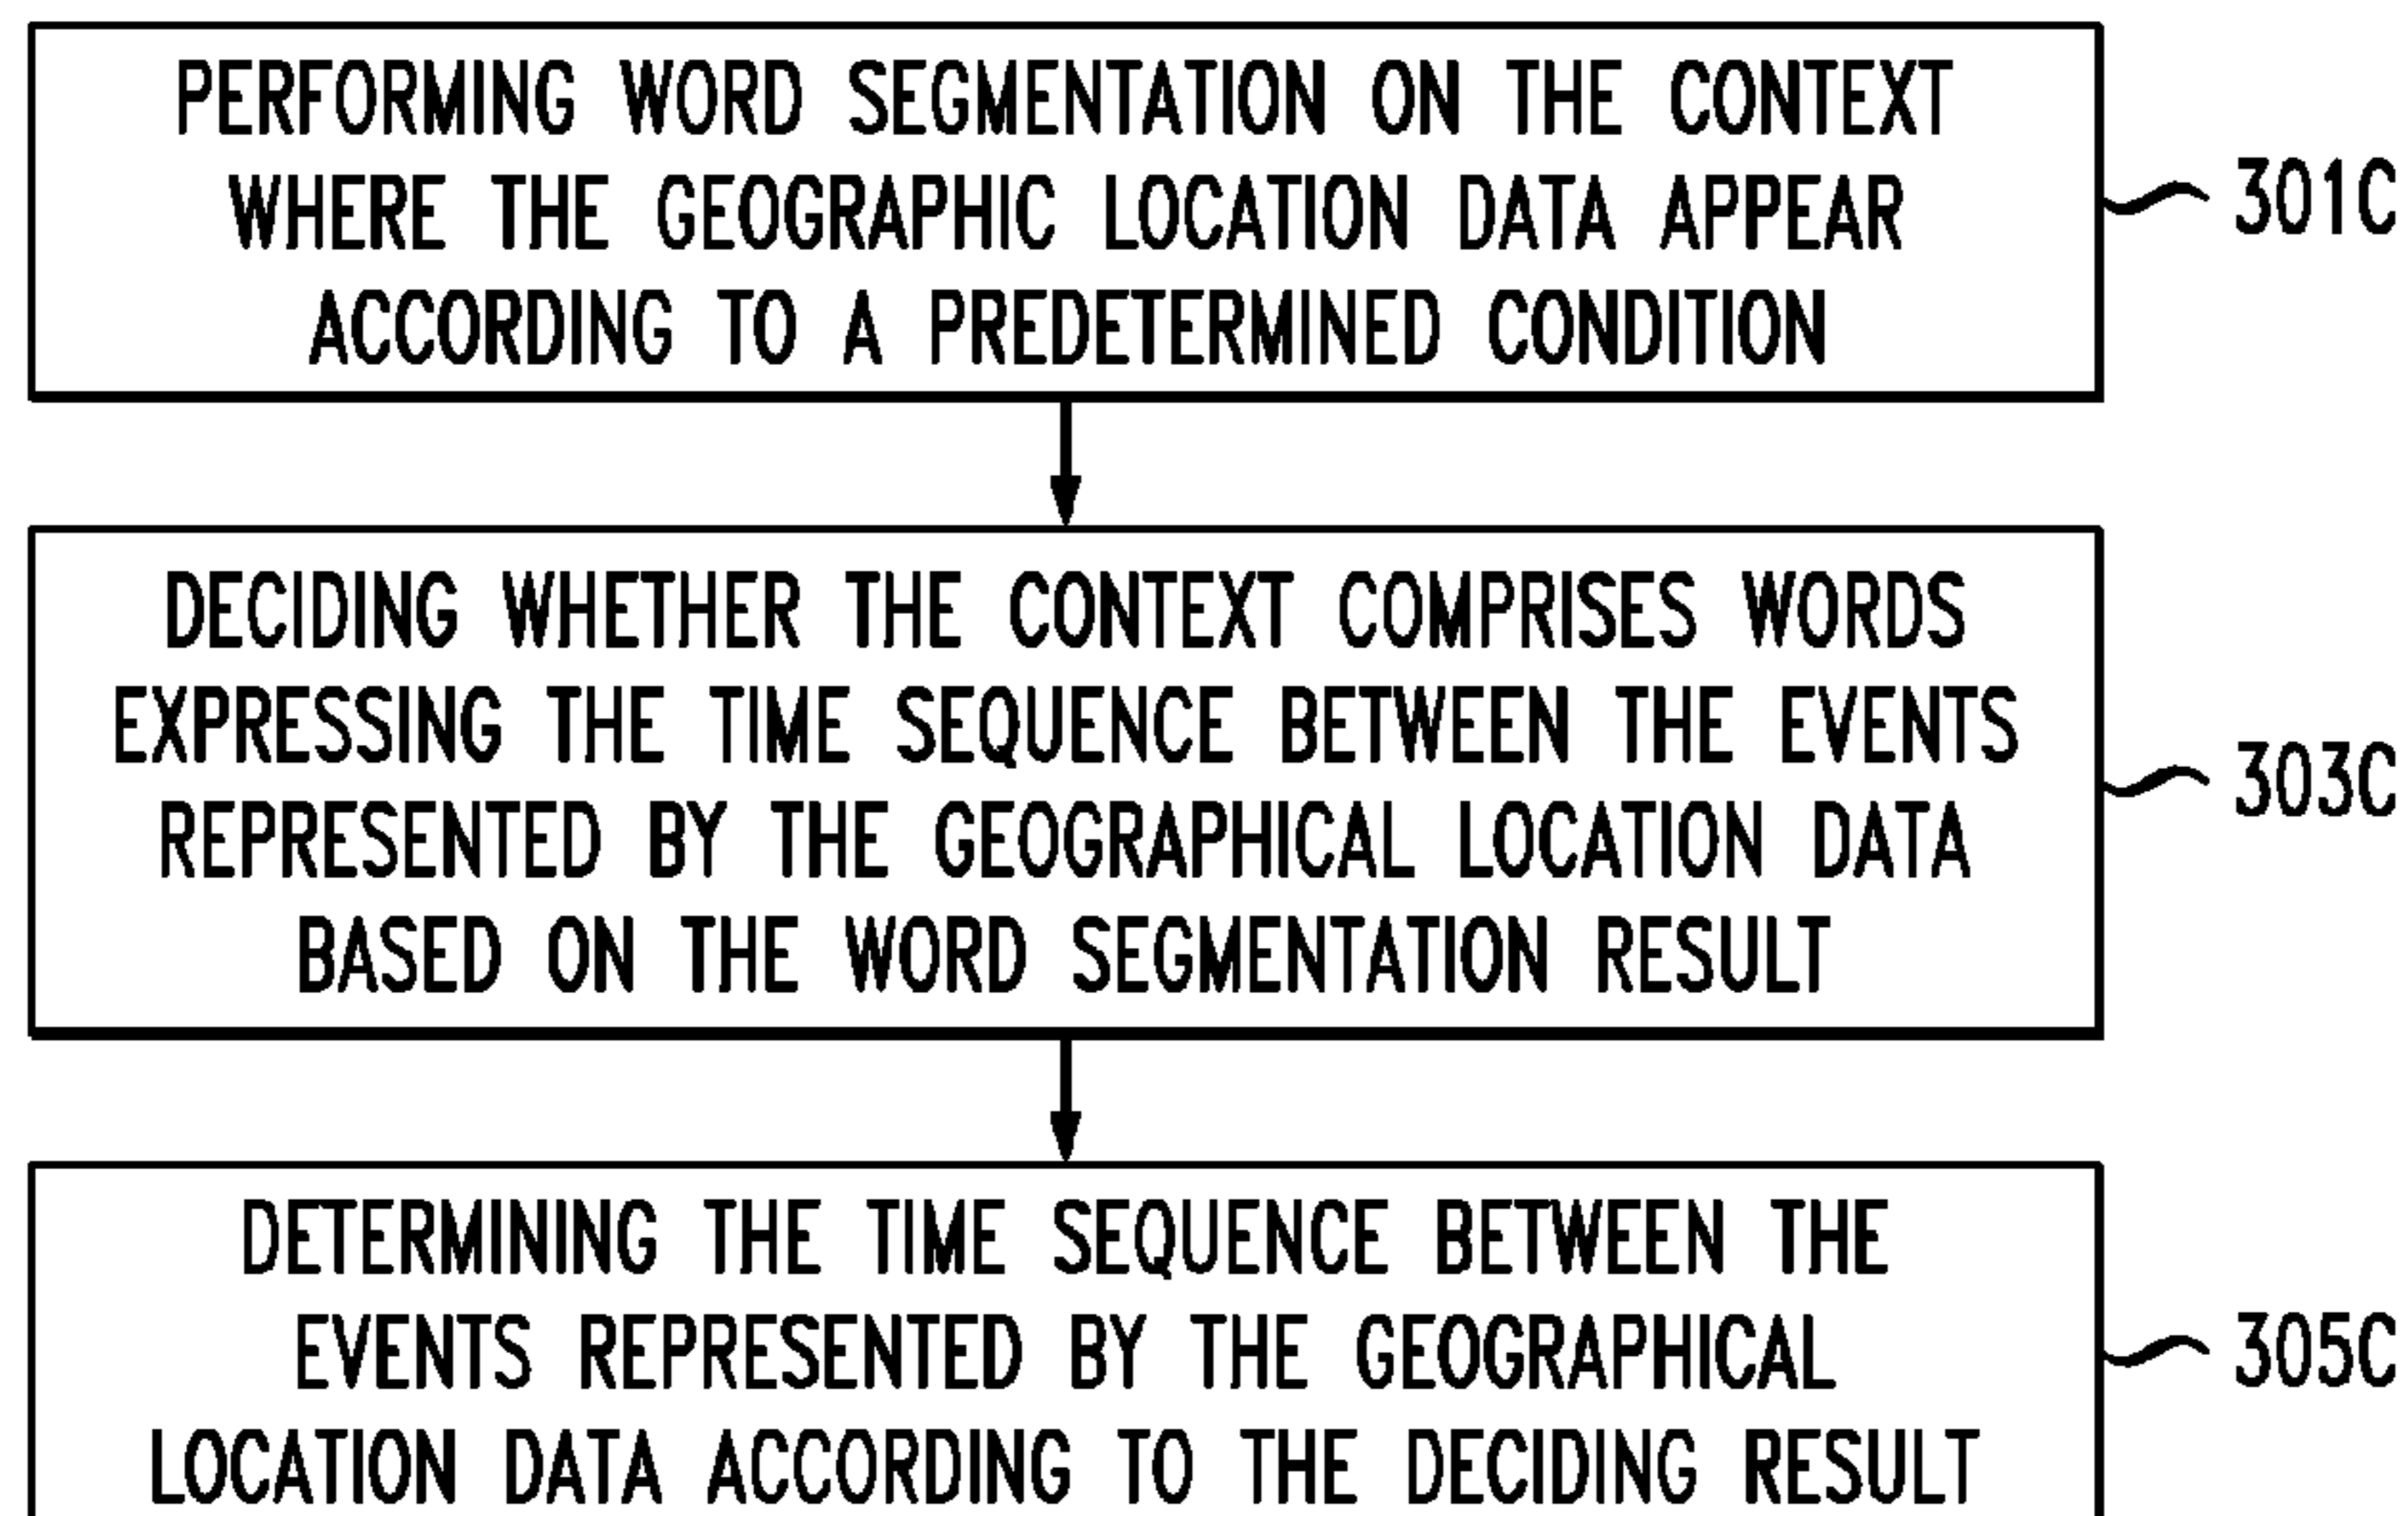 PERFORMING WORD SEGMENTATION ON THE CONTEXT
WHERE THE GEOGRAPHIC LOCATION DATA APPEAR
ACCORDING TO A PREDETERMINED CONDITION
301C
DECIDING WHETHER THE CONTEXT COMPRISES WORDS
EXPRESSING THE TIME SEQUENCE BETWEEN THE EVENTS
REPRESENTED BY THE GEOGRAPHICAL LOCATION DATA
BASED ON THE WORD SEGMENTATION RESULT
303C
DETERMINING THE TIME SEQUENCE BETWEEN THE
EVENTS REPRESENTED BY THE GEOGRAPHICAL
LOCATION DATA ACCORDING TO THE DECIDING RESULT
305C